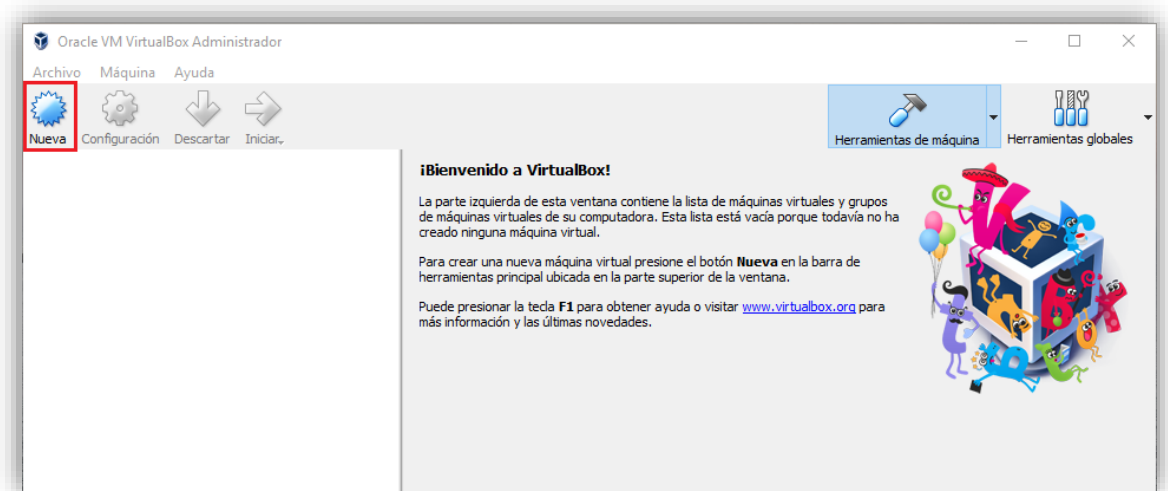 Oracle VM VirtualBox Administrador
Archivo Máquina Ayuda
Nueva Configuración Descartar Iniciar
Herramientas de máquina Herramientas globales
¡Bienvenido a VirtualBox!
La parte izquierda de esta ventana contiene la lista de máquinas virtuales y grupos
de máquinas virtuales de su computadora. Esta lista está vacía porque todavía no ha
creado ninguna máquina virtual.
Para crear una nueva máquina virtual presione el botón Nueva en la barra de
herramientas principal ubicada en la parte superior de la ventana.
Puede presionar la tecla F1 para obtener ayuda o visitar www.virtualbox.org para
más información y las últimas novedades.